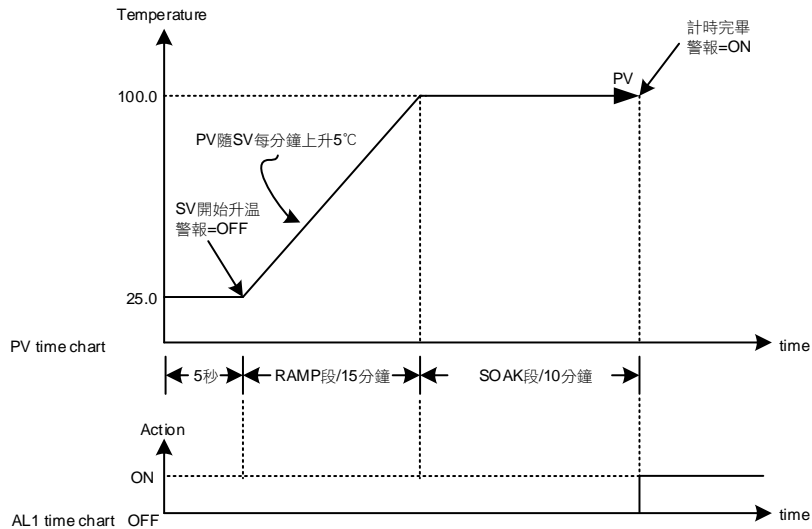 Temperature
計時完畢
警報=ON
PV
100.0
PV隨SV每分鐘上升5℃
SV開始升温
警報=OFF
25.0
PV time chart
time
5秒
RAMP段/15分鐘
SOAK段/10分鐘
Action
ON
AL1 time chart
OFF
time